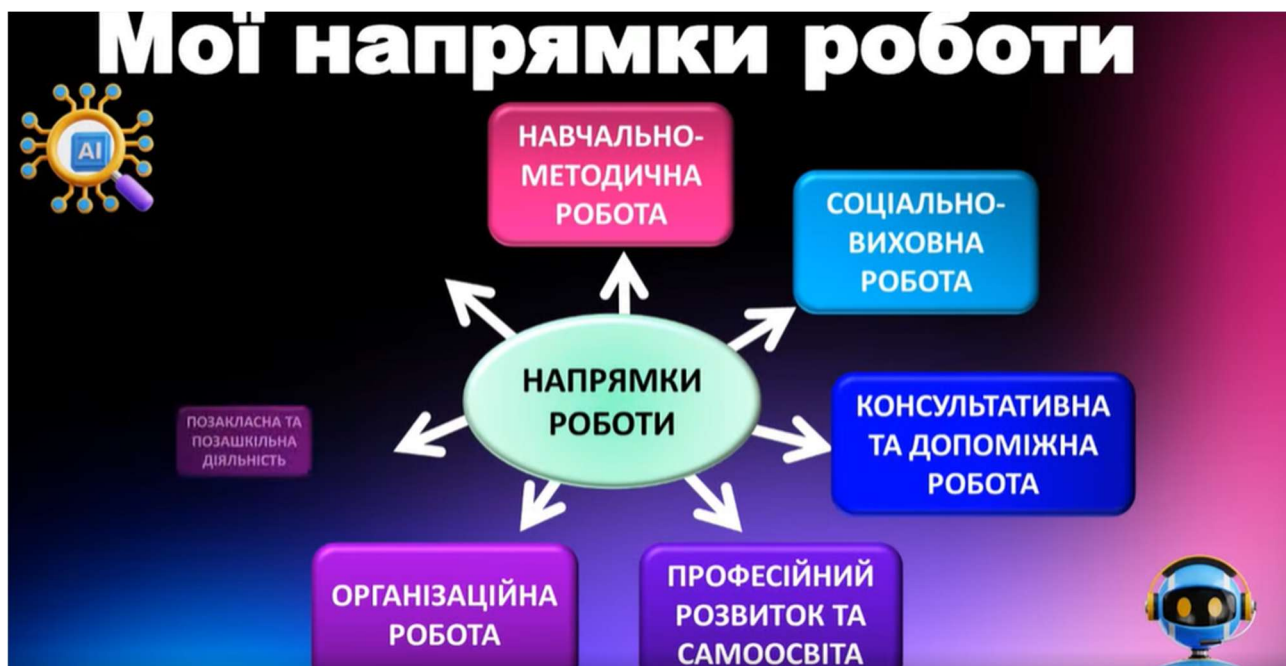 Мої напрямки роботи
AI
НАВЧАЛЬНО-
МЕТОДИЧНА
РОБОТА
СОЦІАЛЬНО-
ВИХОВНА
РОБОТА
НАПРЯМКИ
РОБОТИ
КОНСУЛЬТАТИВНА
ТА ДОПОМІЖНА
РОБОТА
ПОЗАКЛАСНА ТА
ПОЗАШКІЛЬНА
ДІЯЛЬНІСТЬ
ОРГАНІЗАЦІЙНА
РОБОТА
ПРОФЕСІЙНИЙ
РОЗВИТОК ТА
САМООСВІТА